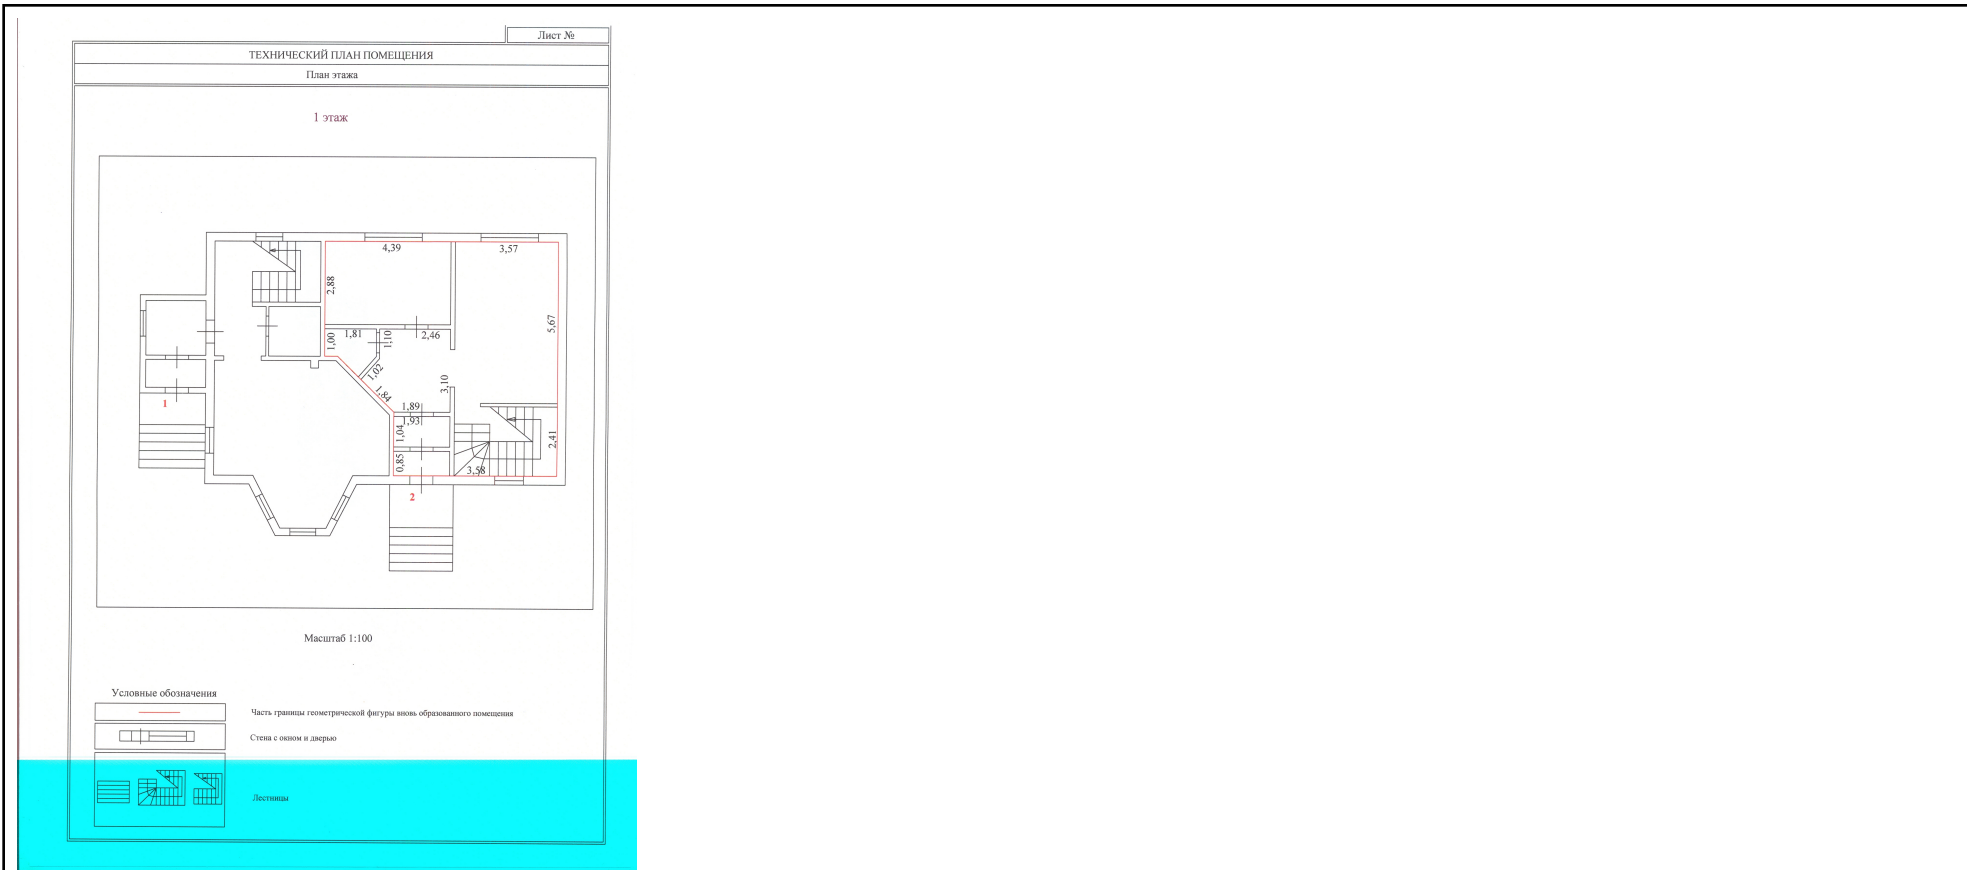 Лист №
ТЕХНИЧЕСКИЙ ПЛАН ПОМЕЩЕНИЯ
План этажа
1 этаж
4,39
3,57
2,88
5,67
1,00
1,81
1,10
2,46
1,02
3,10
1,84
1,89
1,93
1
1,04
2,41
0,85
3,58
2
Масштаб 1:100
Условные обозначения
Часть границы геометрической фигуры вновь образованного помещения
Стена с окном и дверью
Лестницы